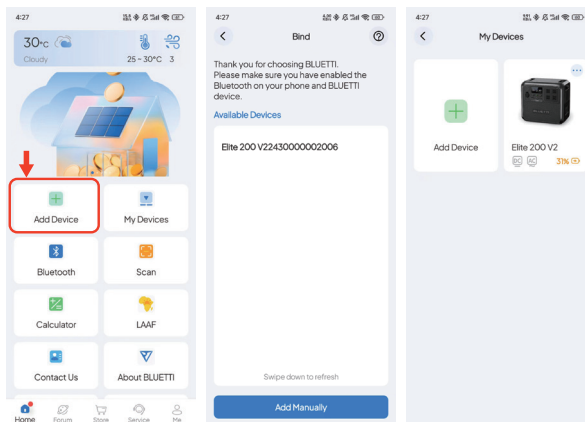 4:27
30°C
Cloudy
25 ~ 30°C 3
Add Device
My Devices
Bluetooth
Scan
Calculator
LAAF
Contact Us
About BLUETTI
Home
Forum
Store
Service
Me
4:27
Bind
Thank you for choosing BLUETTI.
Please make sure you have enabled the
Bluetooth on your phone and BLUETTI
device.
Available Devices
Elite 200 V22430000002006
Swipe down to refresh
Add Manually
4:27
My Devices
Add Device
Elite 200 V2
DC AC 31%